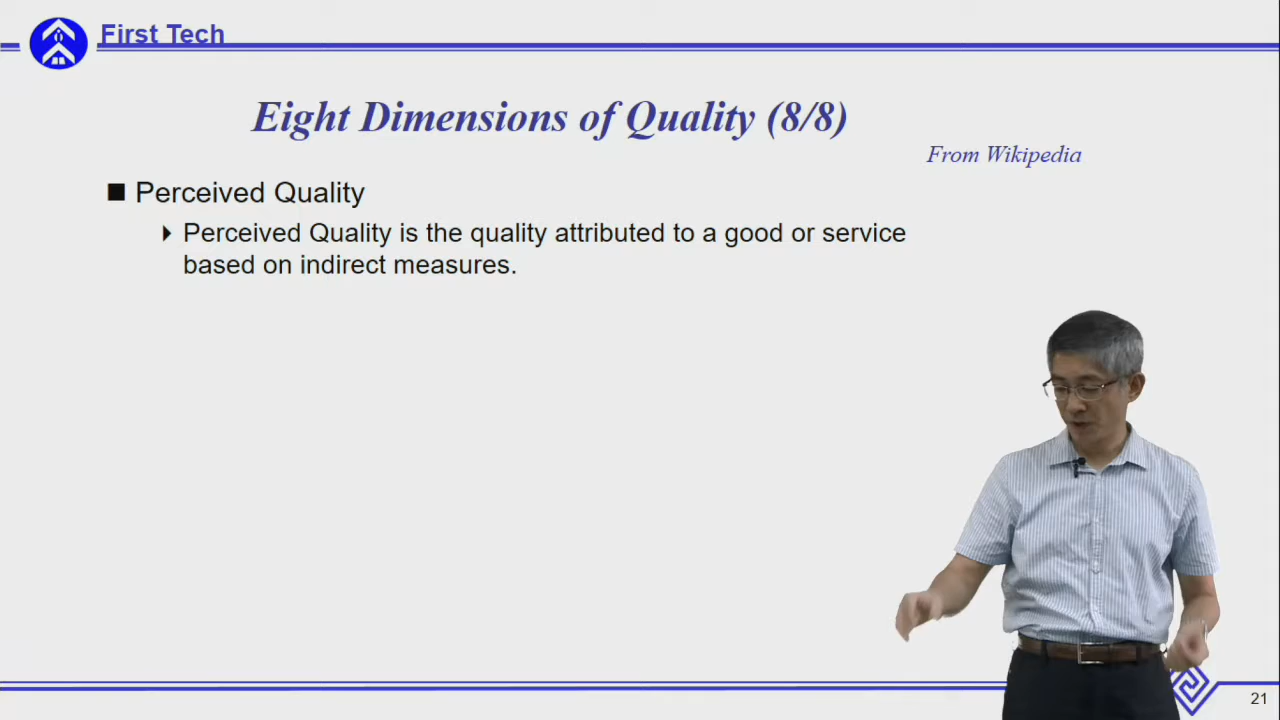 First Tech
Eight Dimensions of Quality (8/8)
From Wikipedia
Perceived Quality
Perceived Quality is the quality attributed to a good or service
based on indirect measures.
21